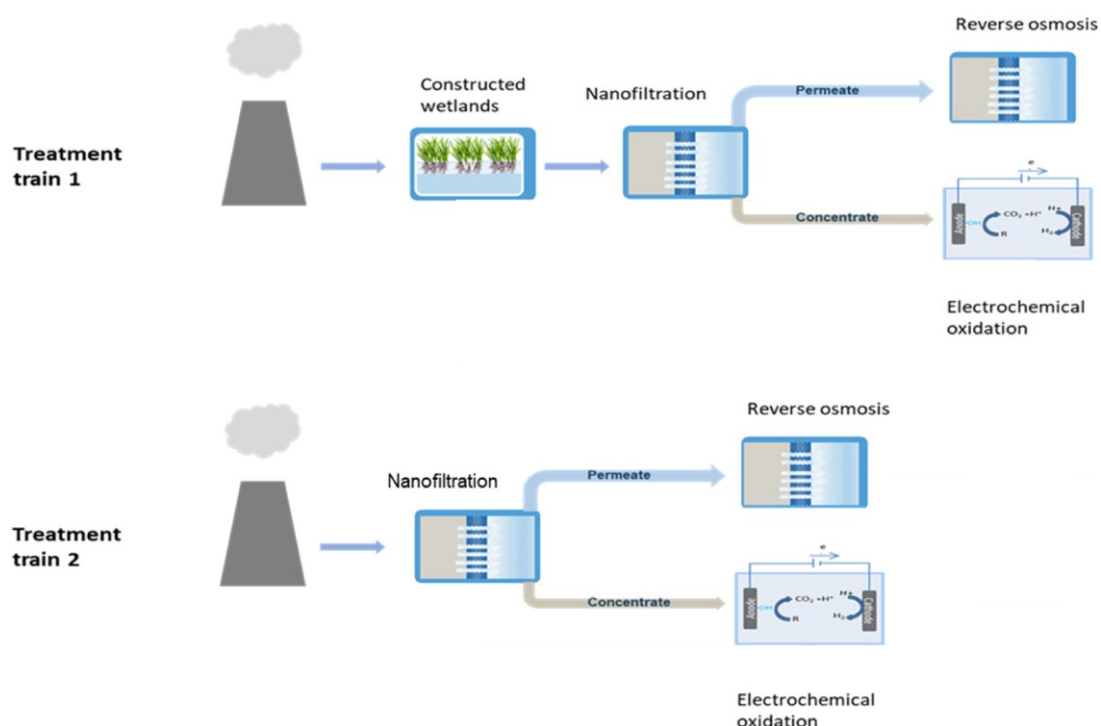 Reverse osmosis
Constructed
wetlands
Nanofiltration
Permeate
Treatment
train 1
Concentrate
e
Anode
·OH
CO₂ +H⁺
R
H₂
Cathode
Electrochemical
oxidation
Reverse osmosis
Nanofiltration
Permeate
Treatment
train 2
Concentrate
e
Anode
CO₂ +H⁺
R
H₂
Cathode
Electrochemical
oxidation